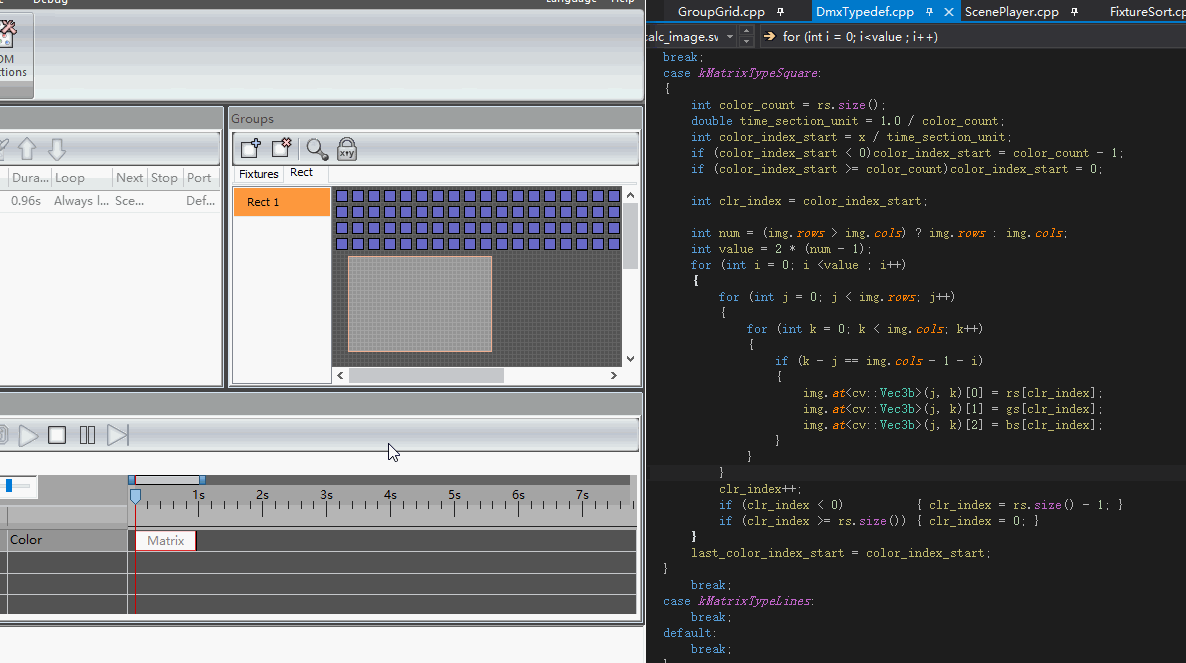 Debug
Language Help
OM
tions
Groups
Dura... Loop Next Stop Port
0.96s Always l... Sce... Def...
Fixtures Rect
Rect 1
1s 2s 3s 4s 5s 6s 7s
Color
Matrix
GroupGrid.cpp DmxTypedef.cpp ScenePlayer.cpp FixtureSort.cp
calc_image.sv for (int i = 0; i<value ; i++)
break;
case kMatrixTypeSquare:
{
int color_count = rs.size();
double time_section_unit = 1.0 / color_count;
int color_index_start = x / time_section_unit;
if (color_index_start < 0)color_index_start = color_count - 1;
if (color_index_start >= color_count)color_index_start = 0;
int clr_index = color_index_start;
int num = (img.rows > img.cols) ? img.rows : img.cols;
int value = 2 * (num - 1);
for (int i = 0; i <value ; i++)
{
for (int j = 0; j < img.rows; j++)
{
for (int k = 0; k < img.cols; k++)
{
if (k - j == img.cols - 1 - i)
{
img.at<cv::Vec3b>(j, k)[0] = rs[clr_index];
img.at<cv::Vec3b>(j, k)[1] = gs[clr_index];
img.at<cv::Vec3b>(j, k)[2] = bs[clr_index];
}
}
}
clr_index++;
if (clr_index < 0) { clr_index = rs.size() - 1; }
if (clr_index >= rs.size()) { clr_index = 0; }
}
last_color_index_start = color_index_start;
}
break;
case kMatrixTypeLines:
break;
default:
break;